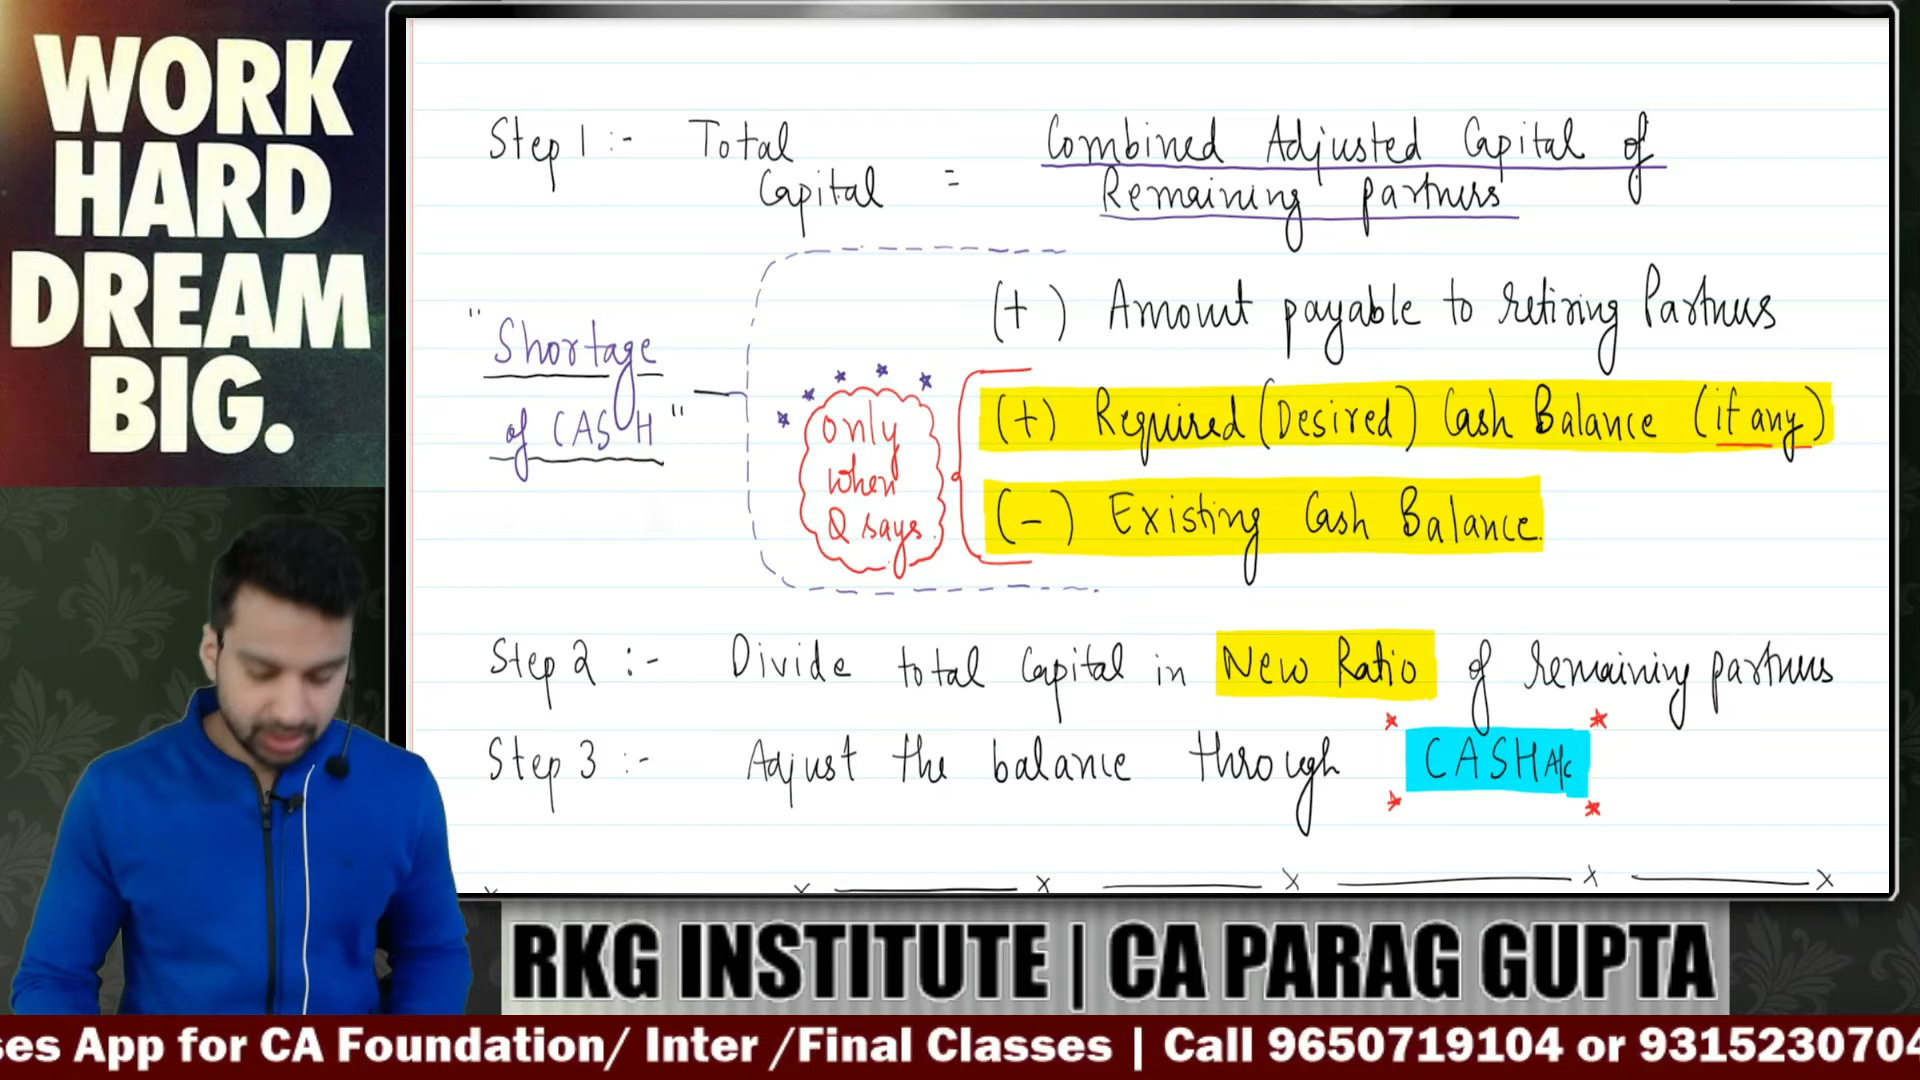 WORK
HARD
DREAM
BIG.
Step 1 :- Total Capital = Combined Adjusted Capital of
Remaining partners
"Shortage
of CASH"
(+) Amount payable to retiring Partners
only
when
Q says.
(+) Required (Desired) Cash Balance (if any)
(-) Existing Cash Balance.
Step 2 :- Divide total Capital in New Ratio of remaining partners
Step 3 :- Adjust the balance through CASH A/c
RKG INSTITUTE | CA PARAG GUPTA
ses App for CA Foundation/ Inter /Final Classes | Call 9650719104 or 9315230704